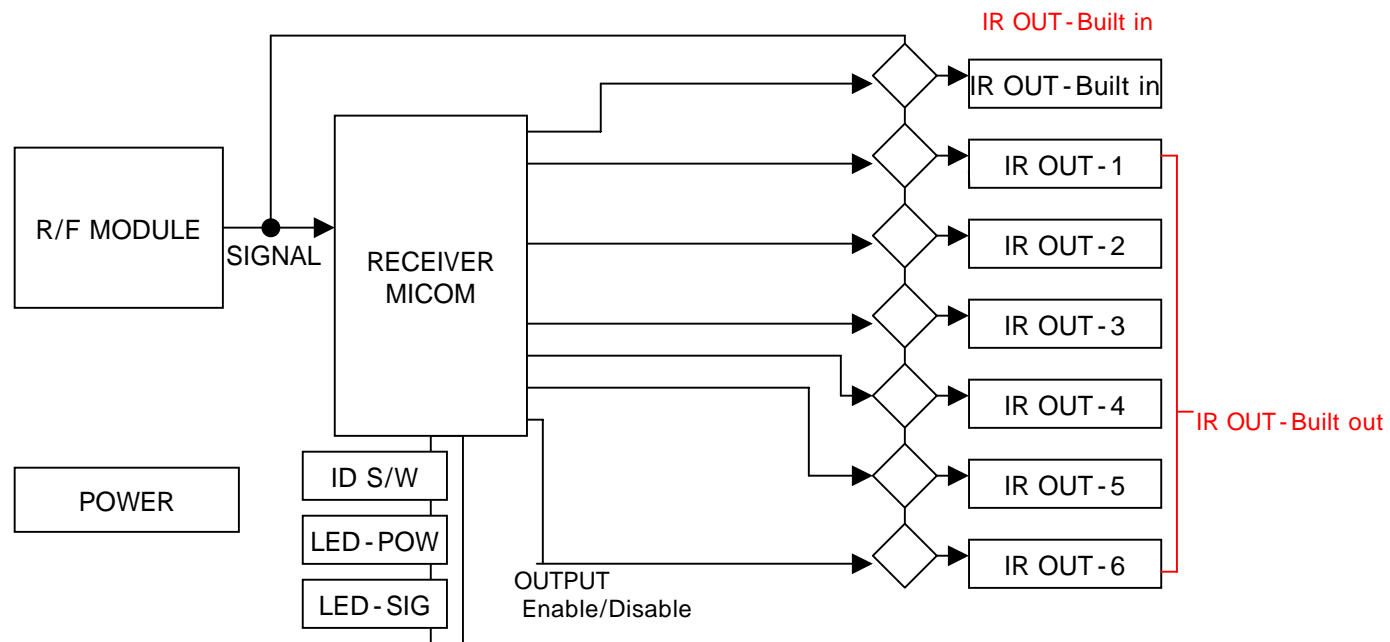 IR OUT-Built in
IR OUT-Built in
IR OUT-1
R/F MODULE
SIGNAL
RECEIVER
MICOM
IR OUT-2
IR OUT-3
IR OUT-4
IR OUT-Built out
ID S/W
POWER
IR OUT-5
LED-POW
IR OUT-6
OUTPUT
Enable/Disable
LED-SIG